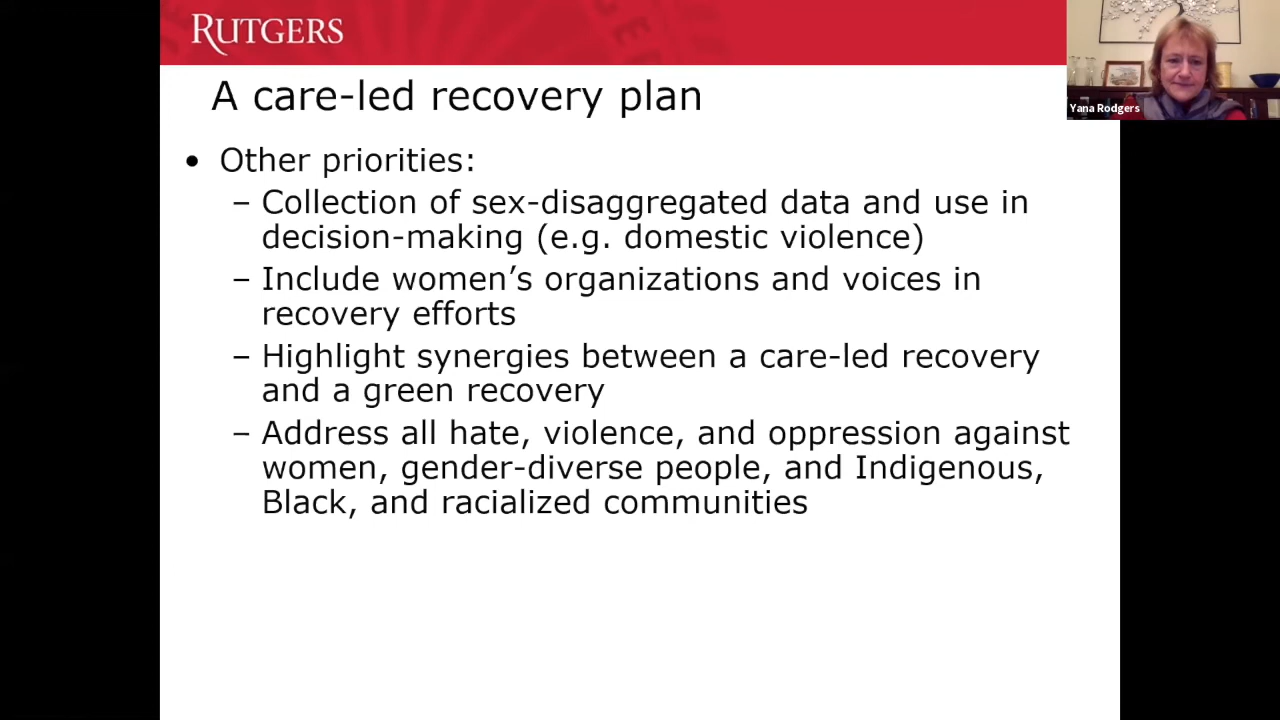 RUTGERS
Yana Rodgers
A care-led recovery plan
• Other priorities:
– Collection of sex-disaggregated data and use in
decision-making (e.g. domestic violence)
– Include women’s organizations and voices in
recovery efforts
– Highlight synergies between a care-led recovery
and a green recovery
– Address all hate, violence, and oppression against
women, gender-diverse people, and Indigenous,
Black, and racialized communities